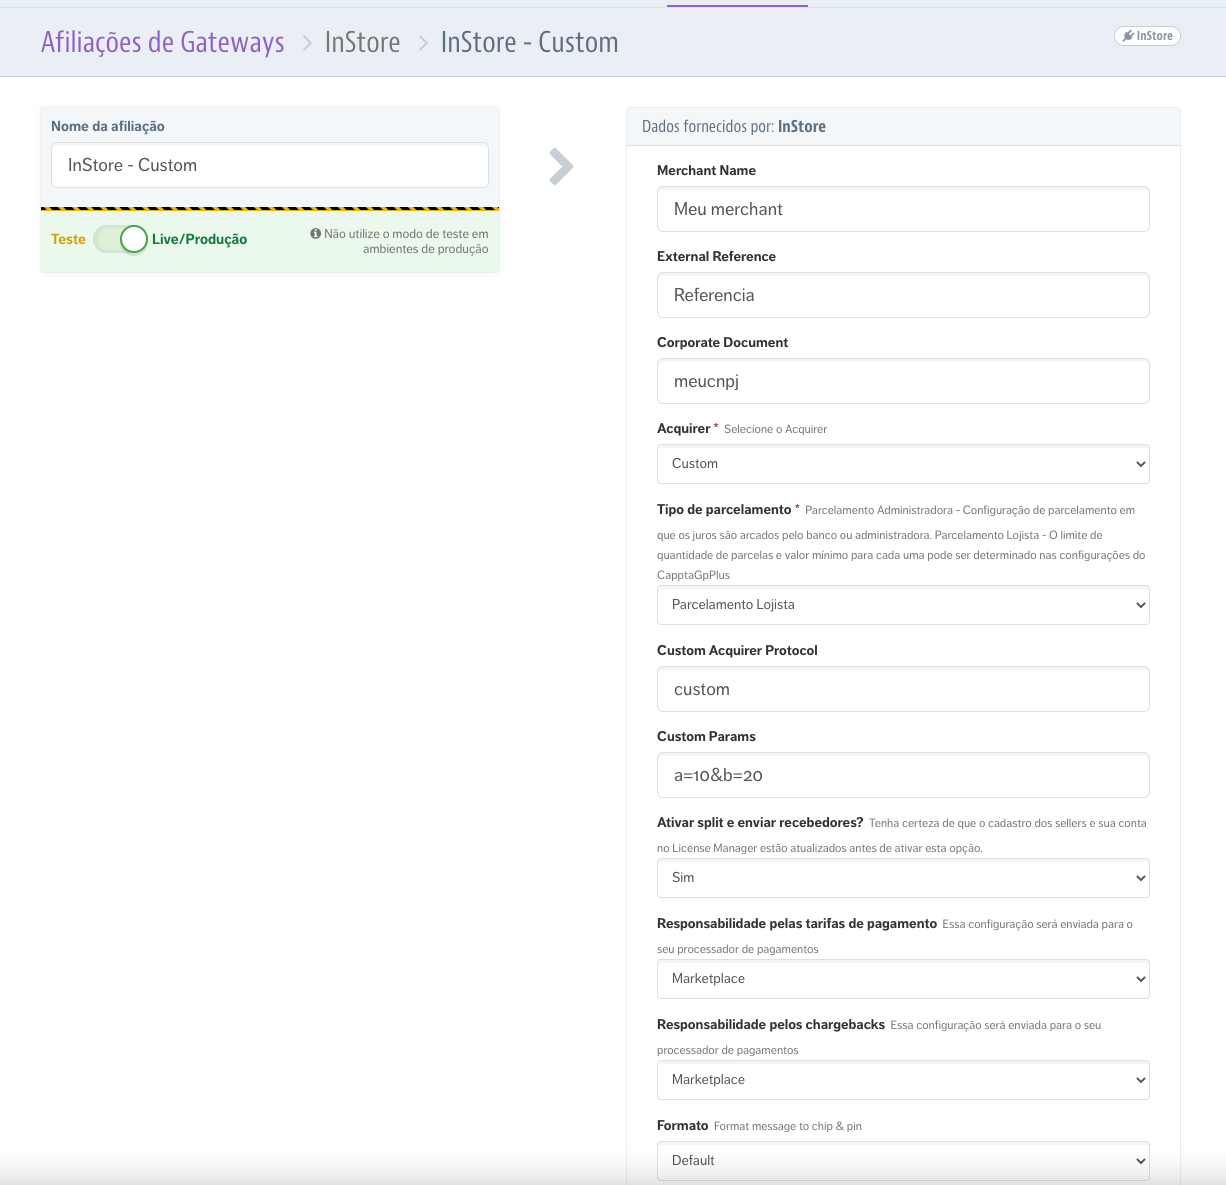 Afiliações de Gateways > InStore > InStore - Custom
InStore
Nome da afiliação
InStore - Custom
Teste Live/Produção
Não utilize o modo de teste em
ambientes de produção
Dados fornecidos por: InStore
Merchant Name
Meu merchant
External Reference
Referencia
Corporate Document
meucnpj
Acquirer * Selecione o Acquirer
Custom
Tipo de parcelamento * Parcelamento Administradora - Configuração de parcelamento em
que os juros são arcados pelo banco ou administradora. Parcelamento Lojista - O limite de
quantidade de parcelas e valor mínimo para cada uma pode ser determinado nas configurações do
CapptaGpPlus
Parcelamento Lojista
Custom Acquirer Protocol
custom
Custom Params
a=10&b=20
Ativar split e enviar recebedores? Tenha certeza de que o cadastro dos sellers e sua conta
no License Manager estão atualizados antes de ativar esta opção.
Sim
Responsabilidade pelas tarifas de pagamento Essa configuração será enviada para o
seu processador de pagamentos
Marketplace
Responsabilidade pelos chargebacks Essa configuração será enviada para o seu
processador de pagamentos
Marketplace
Formato Format message to chip & pin
Default